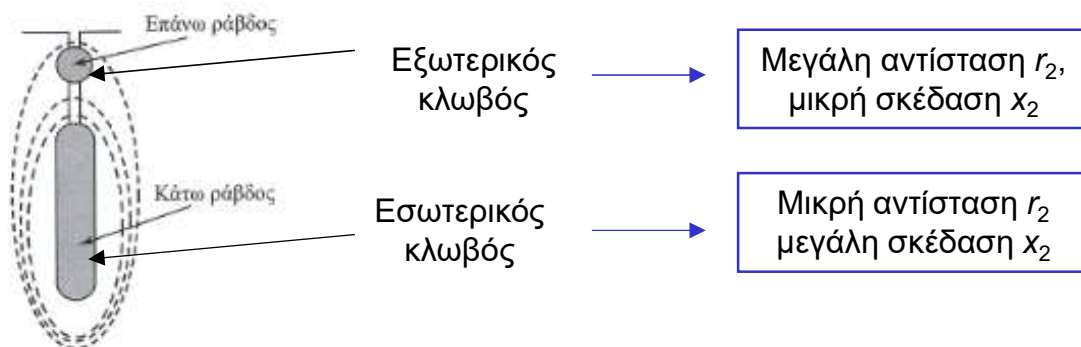 Επάνω ράβδος
Εξωτερικός
κλωβός
Μεγάλη αντίσταση r₂,
μικρή σκέδαση x₂
Κάτω ράβδος
Εσωτερικός
κλωβός
Μικρή αντίσταση r₂
μεγάλη σκέδαση x₂